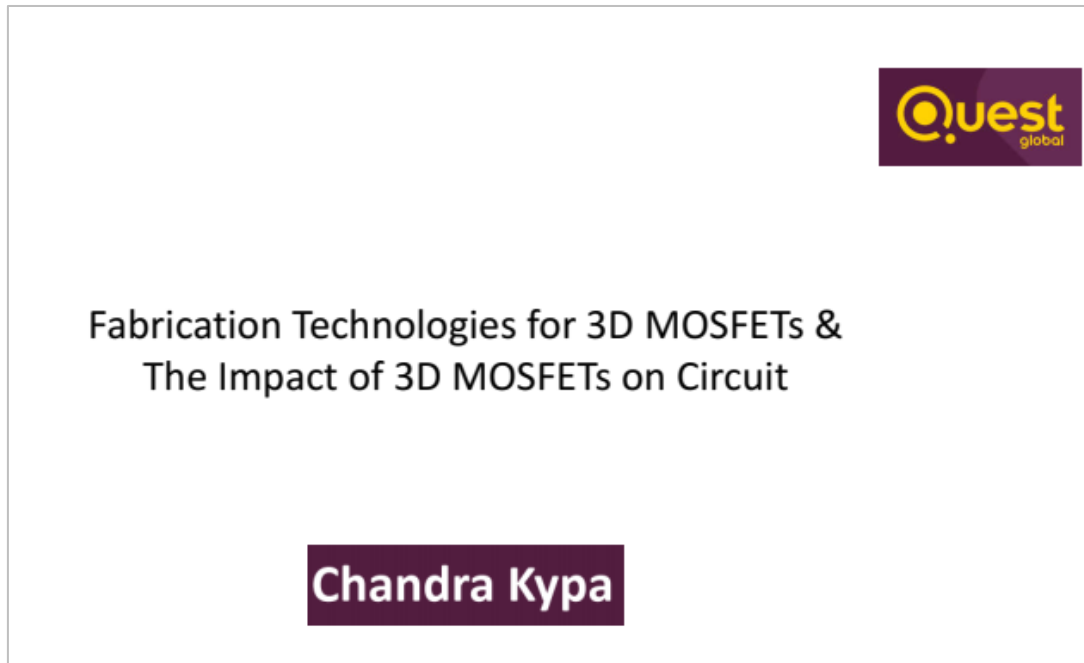 Quest
global
Fabrication Technologies for 3D MOSFETs &
The Impact of 3D MOSFETs on Circuit
Chandra Kypa